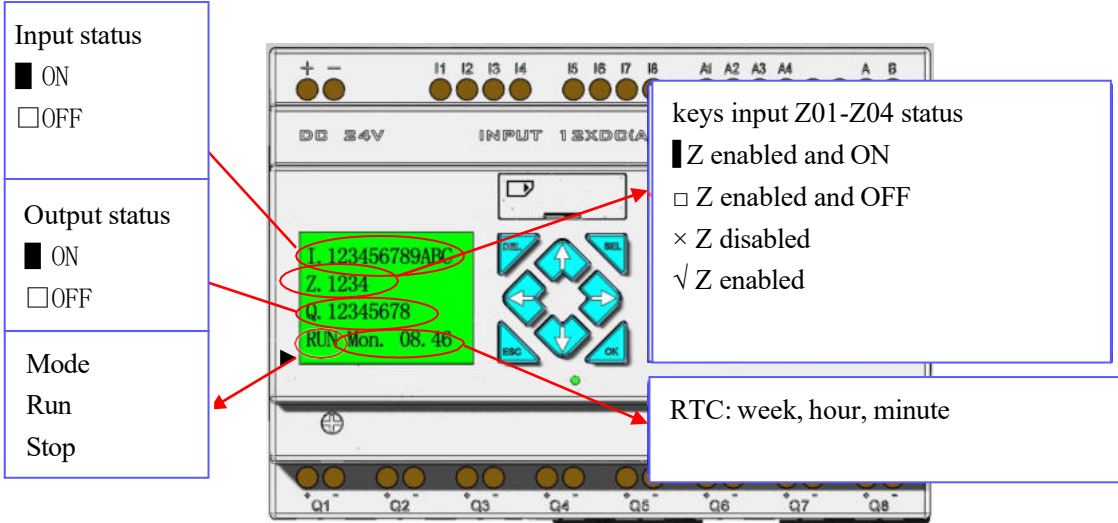 Input status
█ ON
□OFF
Output status
█ ON
□OFF
Mode
Run
Stop
+ − I1 I2 I3 I4 I5 I6 I7 I8 AI A2 A3 A4 A B
DC 24V INPUT 12XDC(A
keys input Z01-Z04 status
▌Z enabled and ON
□ Z enabled and OFF
× Z disabled
√ Z enabled
I.123456789ABC
Z.1234
Q.12345678
RUN Mon. 08.46
DEL SEL
ESC OK
RTC: week, hour, minute
+ - + - + - + - + - + - + - + -
Q1 Q2 Q3 Q4 Q5 Q6 Q7 Q8